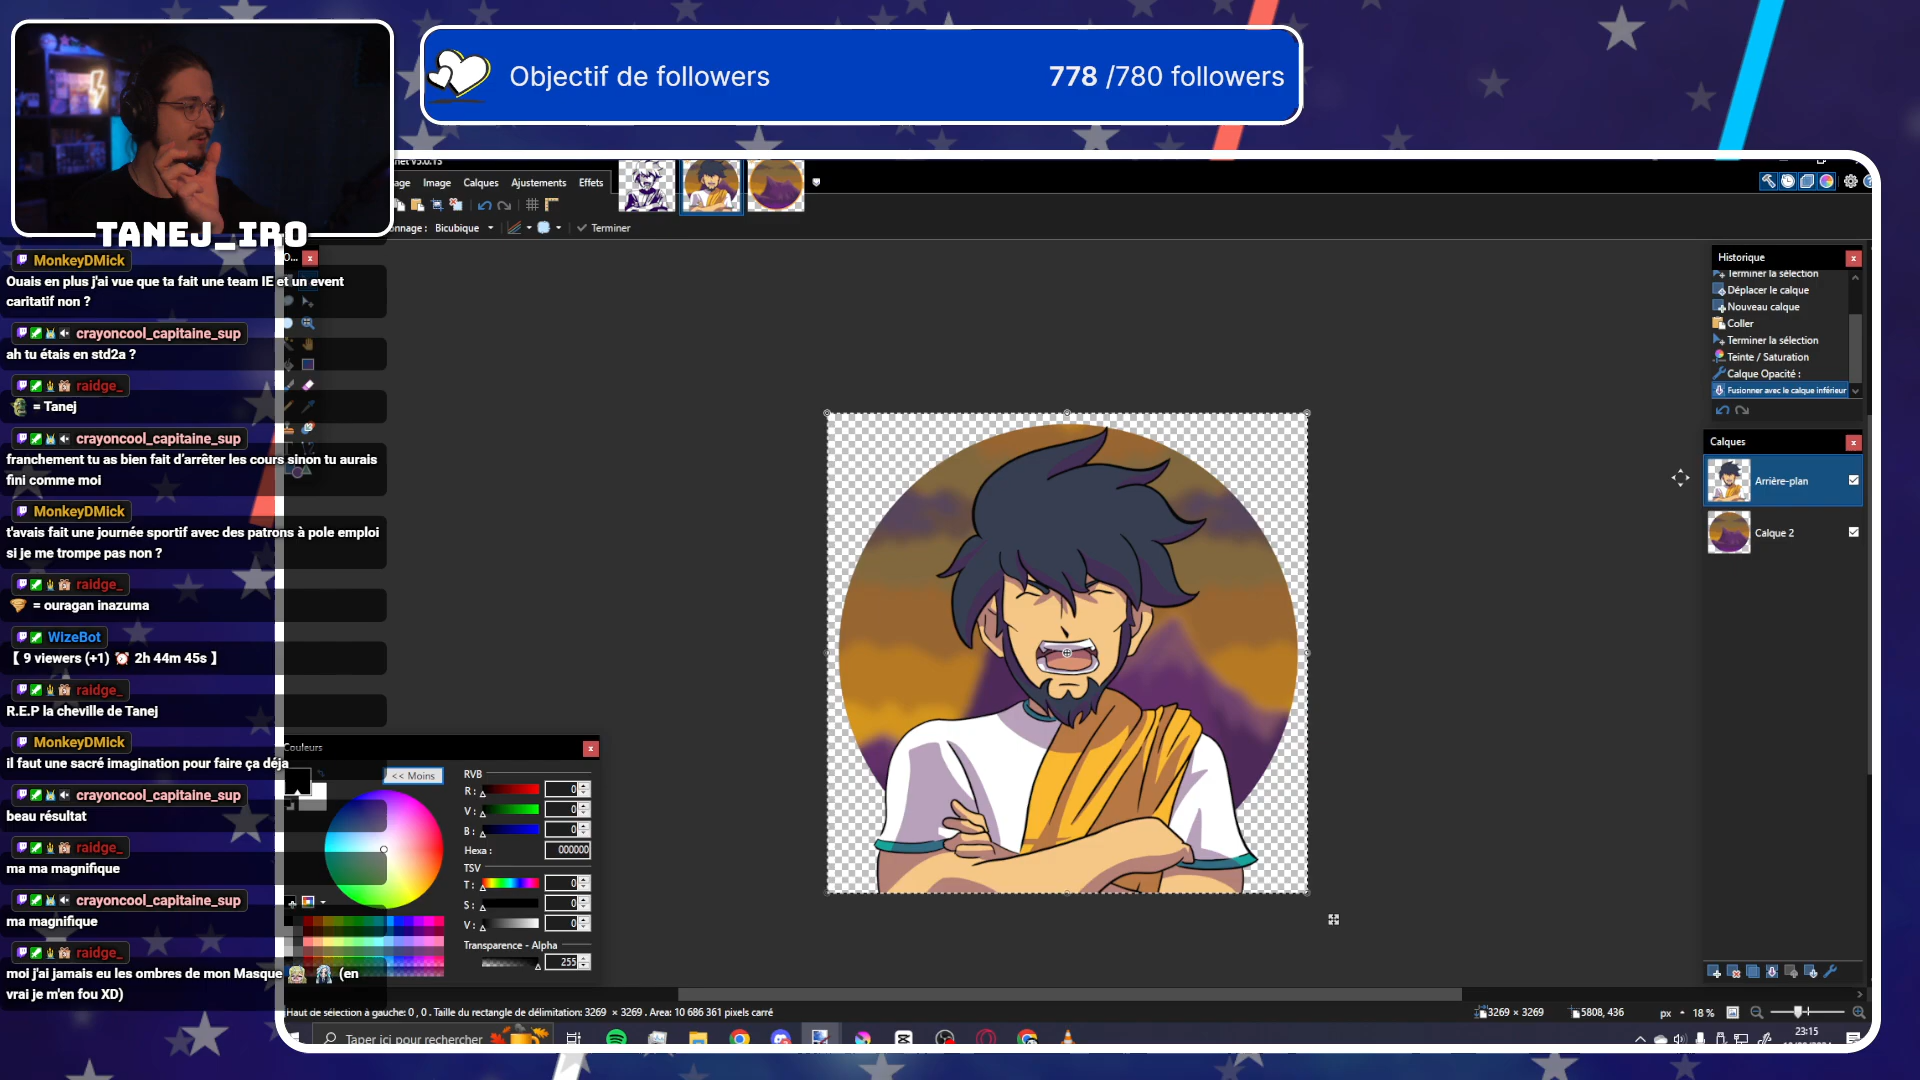 Objectif de followers
778 /780 followers
TANEJ_IRO
MonkeyDMick
Ouais en plus j'ai vue que ta fait une team IE et un event
caritatif non ?
crayoncool_capitaine_sup
ah tu étais en std2a ?
raidge_
= Tanej
crayoncool_capitaine_sup
franchement tu as bien fait d'arrêter les cours sinon tu aurais
fini comme moi
MonkeyDMick
t'avais fait une journée sportif avec des patrons à pole emploi
si je me trompe pas non ?
raidge_
= ouragan inazuma
WizeBot
【 9 viewers (+1) ⏰ 2h 44m 45s 】
raidge_
R.E.P la cheville de Tanej
MonkeyDMick
il faut une sacré imagination pour faire ça déja
crayoncool_capitaine_sup
beau résultat
raidge_
ma ma magnifique
crayoncool_capitaine_sup
ma magnifique
raidge_
moi j'ai jamais eu les ombres de mon Masque (en
vrai je m'en fou XD)
Image Calques Ajustements Effets
Bicubique Terminer
Historique
Terminer la sélection
Déplacer le calque
Nouveau calque
Coller
Terminer la sélection
Teinte / Saturation
Calque Opacité :
Fusionner avec le calque inférieur
Calques
Arrière-plan
Calque 2
Couleurs
<< Moins
RVB
R : 0
V : 0
B : 0
Hexa : 000000
TSV
T : 0
S : 0
V : 0
Transparence - Alpha
255
Haut de sélection à gauche: 0 , 0 . Taille du rectangle de délimitation: 3269 × 3269 . Area: 10 686 361 pixels carré
3269 × 3269
5808, 436
px
18 %
Taper ici pour rechercher
23:15